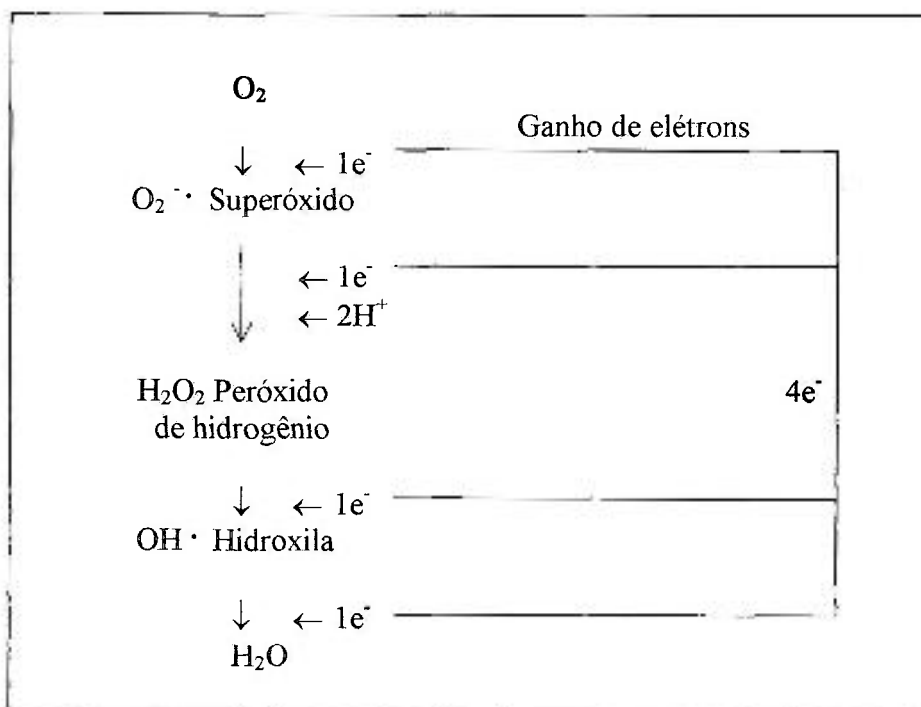 O₂
Ganho de elétrons
↓ ← 1e⁻
O₂⁻· Superóxido
← 1e⁻
← 2H⁺
H₂O₂ Peróxido
de hidrogênio
4e⁻
↓ ← 1e⁻
OH· Hidroxila
↓ ← 1e⁻
H₂O